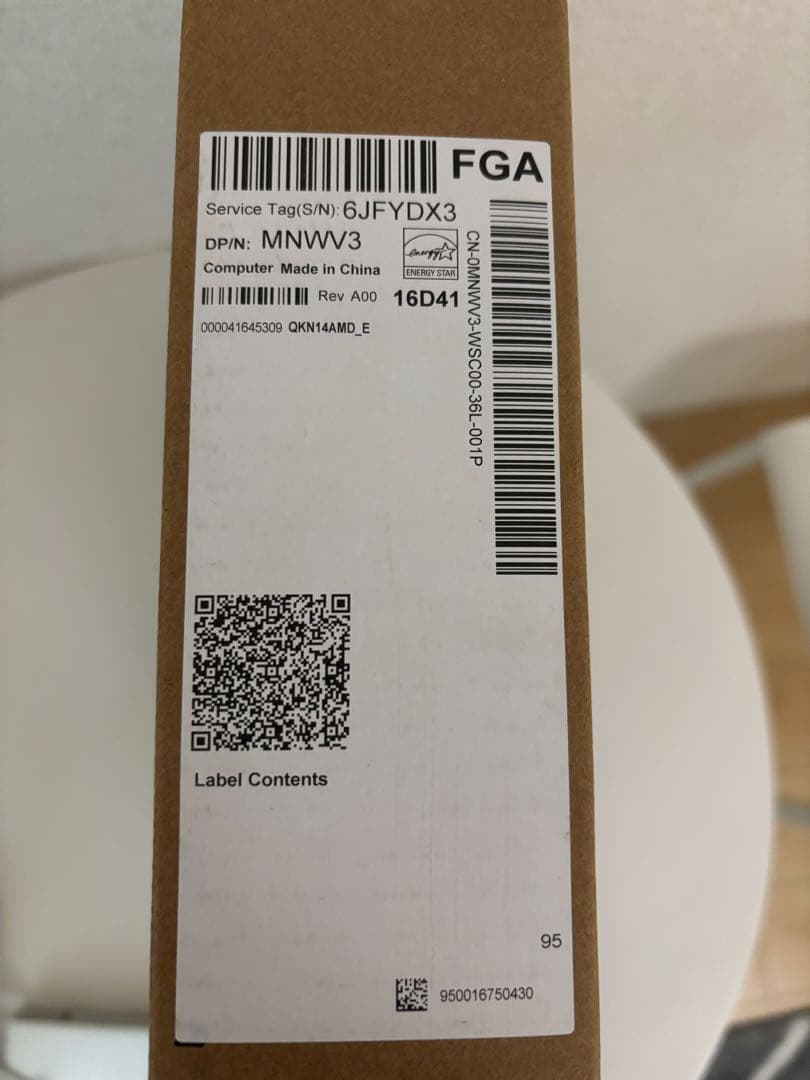 FGA
Service Tag(S/N): 6JFYDX3
DP/N: MNWV3
energy
ENERGY STAR
Computer Made in China
Rev A00 16D41
000041645309 QKN14AMD_E
CN-0MNWV3-WSC00-36L-001P
Label Contents
95
950016750430